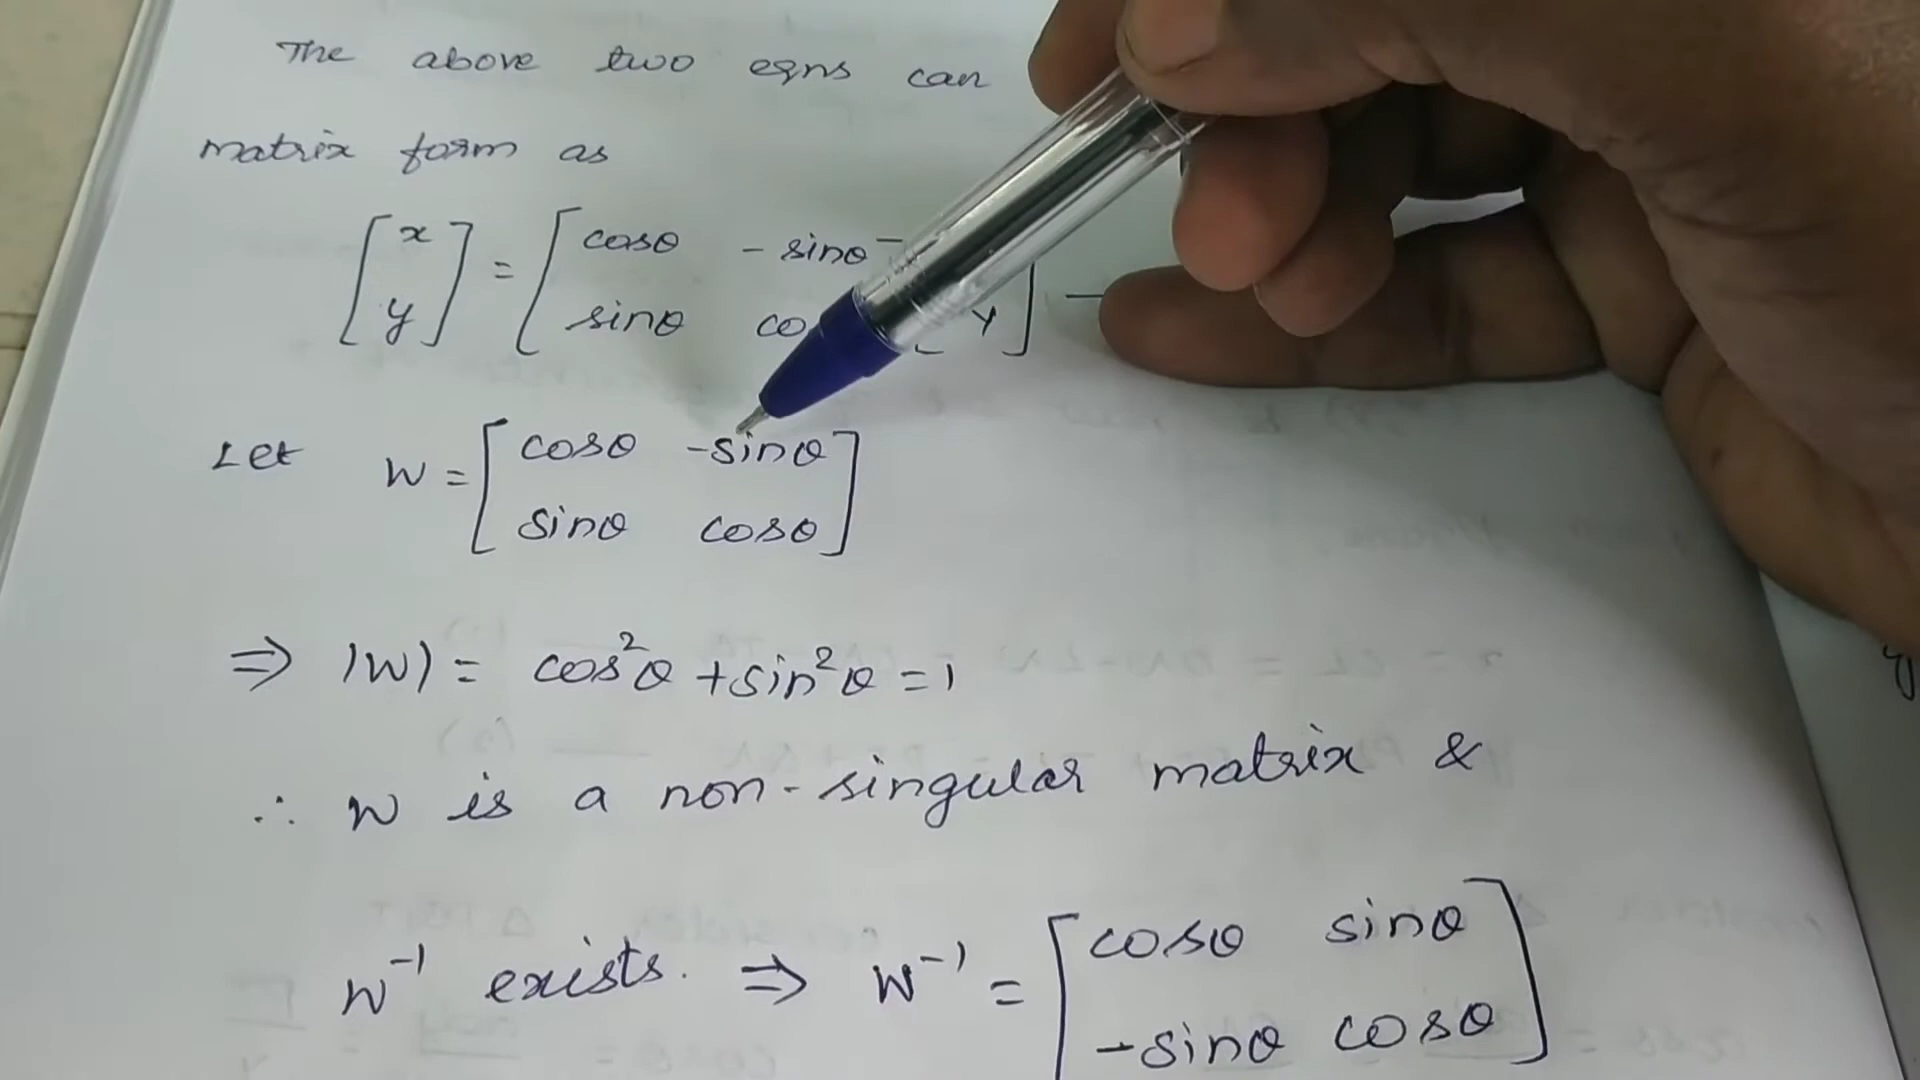 The above two eqns can
matrix form as
[x y] = [cosθ -sinθ sinθ co [ Y]
Let W = [cosθ -sinθ sinθ cosθ]
⇒ |W| = cos²θ + sin²θ = 1
∴ W is a non-singular matrix &
W⁻¹ exists. ⇒ W⁻¹ = [cosθ sinθ -sinθ cosθ]